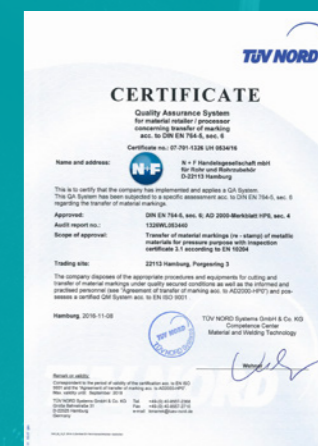 TÜV NORD
CERTIFICATE
Quality Assurance System
for material retailer / processor
concerning transfer of marking
acc. to DIN EN 764-5, sec. 6
Certificate no.: 07-701-1326 UH 0834/16
Name and address:
N+F
N + F Handelsgesellschaft mbH
für Rohr und Rohrzubehör
D-22113 Hamburg
This is to certify that the company has implemented and applies a QA System.
This QA System has been subjected to a specific assessment acc. to DIN EN 764-5, sec. 6
regarding the transfer of material markings.
Approved: DIN EN 764-5, sec. 6; AD 2000-Merkblatt HP0, sec. 4
Audit report no.: 1326WL083440
Scope of approval: Transfer of material markings (re - stamp) of metallic
materials for pressure purpose with inspection
certificate 3.1 according to EN 10204
Trading site: 22113 Hamburg, Porgesring 3
The company disposes of the appropriate procedures and equipments for cutting and
transfer of material markings under quality secured conditions as well as the informed and
practised personnel (see "Agreement of transfer of marking acc. to AD2000-HP0") and pos-
sesses a certified QM System acc. to EN ISO 9001.
Hamburg, 2016-11-08
TÜV NORD Systems GmbH & Co. KG
Competence Center
Material and Welding Technology
TÜV NORD Systems GmbH & Co. KG